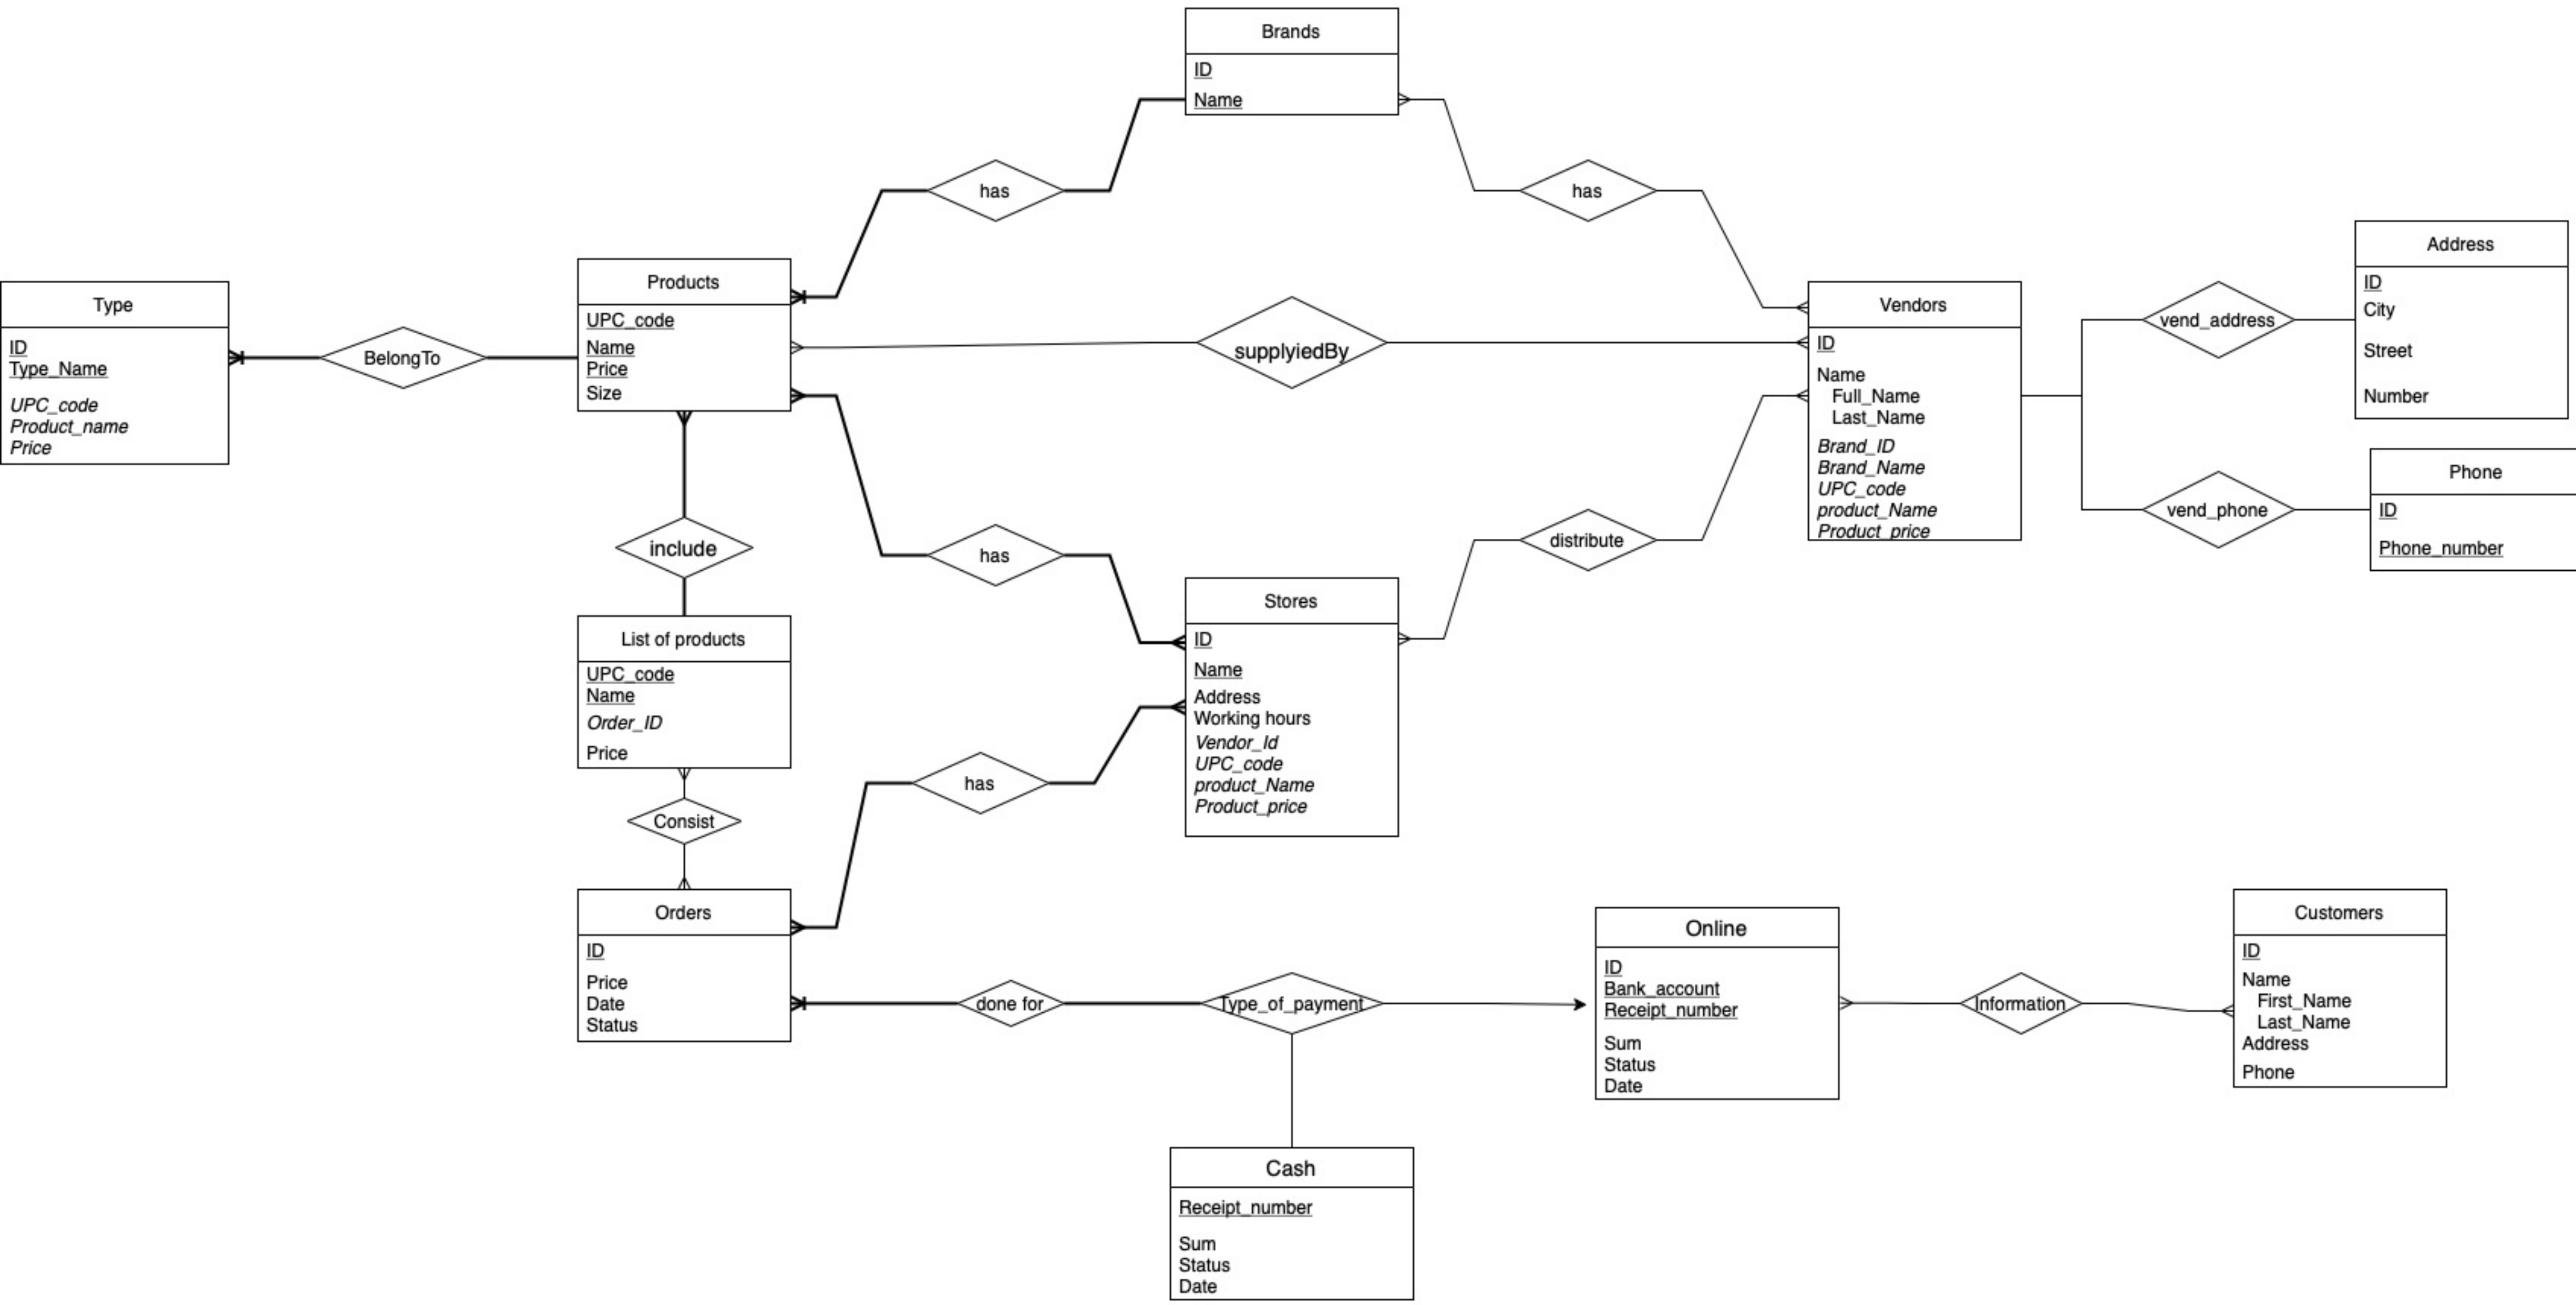 Brands
ID
Name
has
has
Type
ID
Type_Name
UPC_code
Product_name
Price
BelongTo
Products
UPC_code
Name
Price
Size
supplyiedBy
Vendors
ID
Name
Full_Name
Last_Name
Brand_ID
Brand_Name
UPC_code
product_Name
Product_price
vend_address
Address
ID
City
Street
Number
vend_phone
Phone
ID
Phone_number
include
has
distribute
List of products
UPC_code
Name
Order_ID
Price
Stores
ID
Name
Address
Working hours
Vendor_Id
UPC_code
product_Name
Product_price
has
Consist
Orders
ID
Price
Date
Status
done for
Type_of_payment
Online
ID
Bank_account
Receipt_number
Sum
Status
Date
Information
Customers
ID
Name
First_Name
Last_Name
Address
Phone
Cash
Receipt_number
Sum
Status
Date